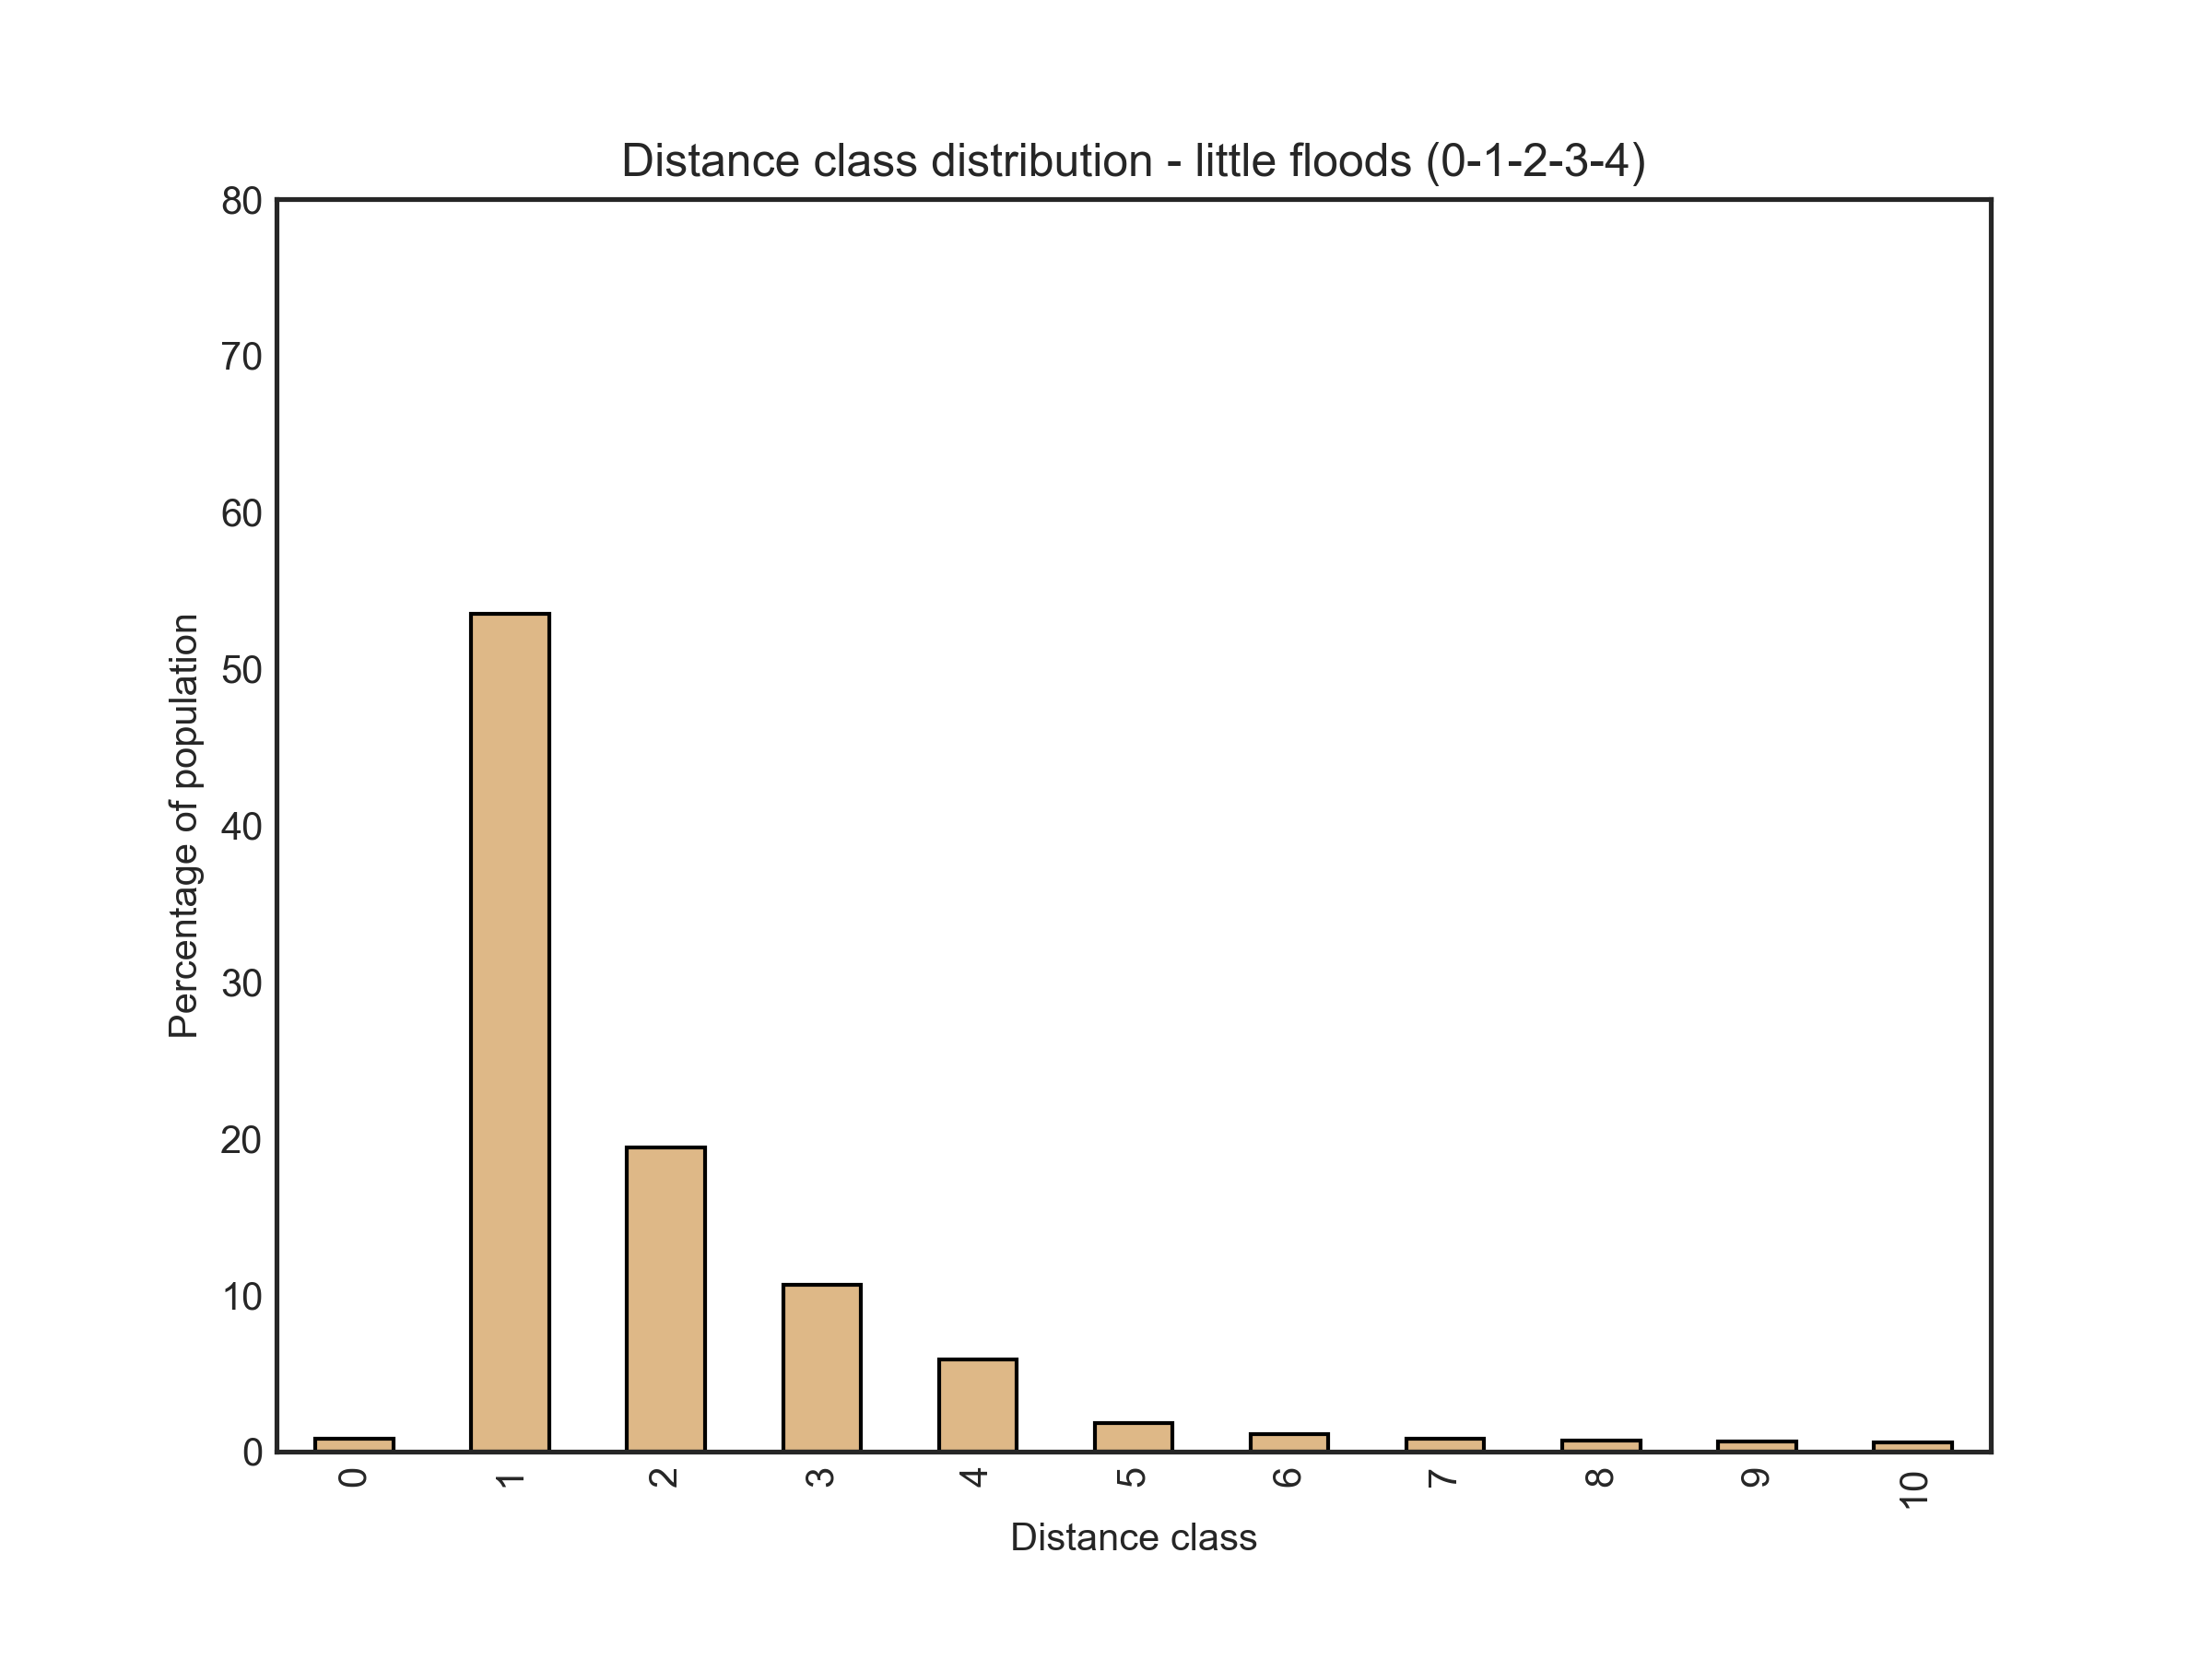 Distance class distribution - little floods (0-1-2-3-4)
80
70
60
50
40
30
20
10
0
Percentage of population
0 1 2 3 4 5 6 7 8 9 10
Distance class